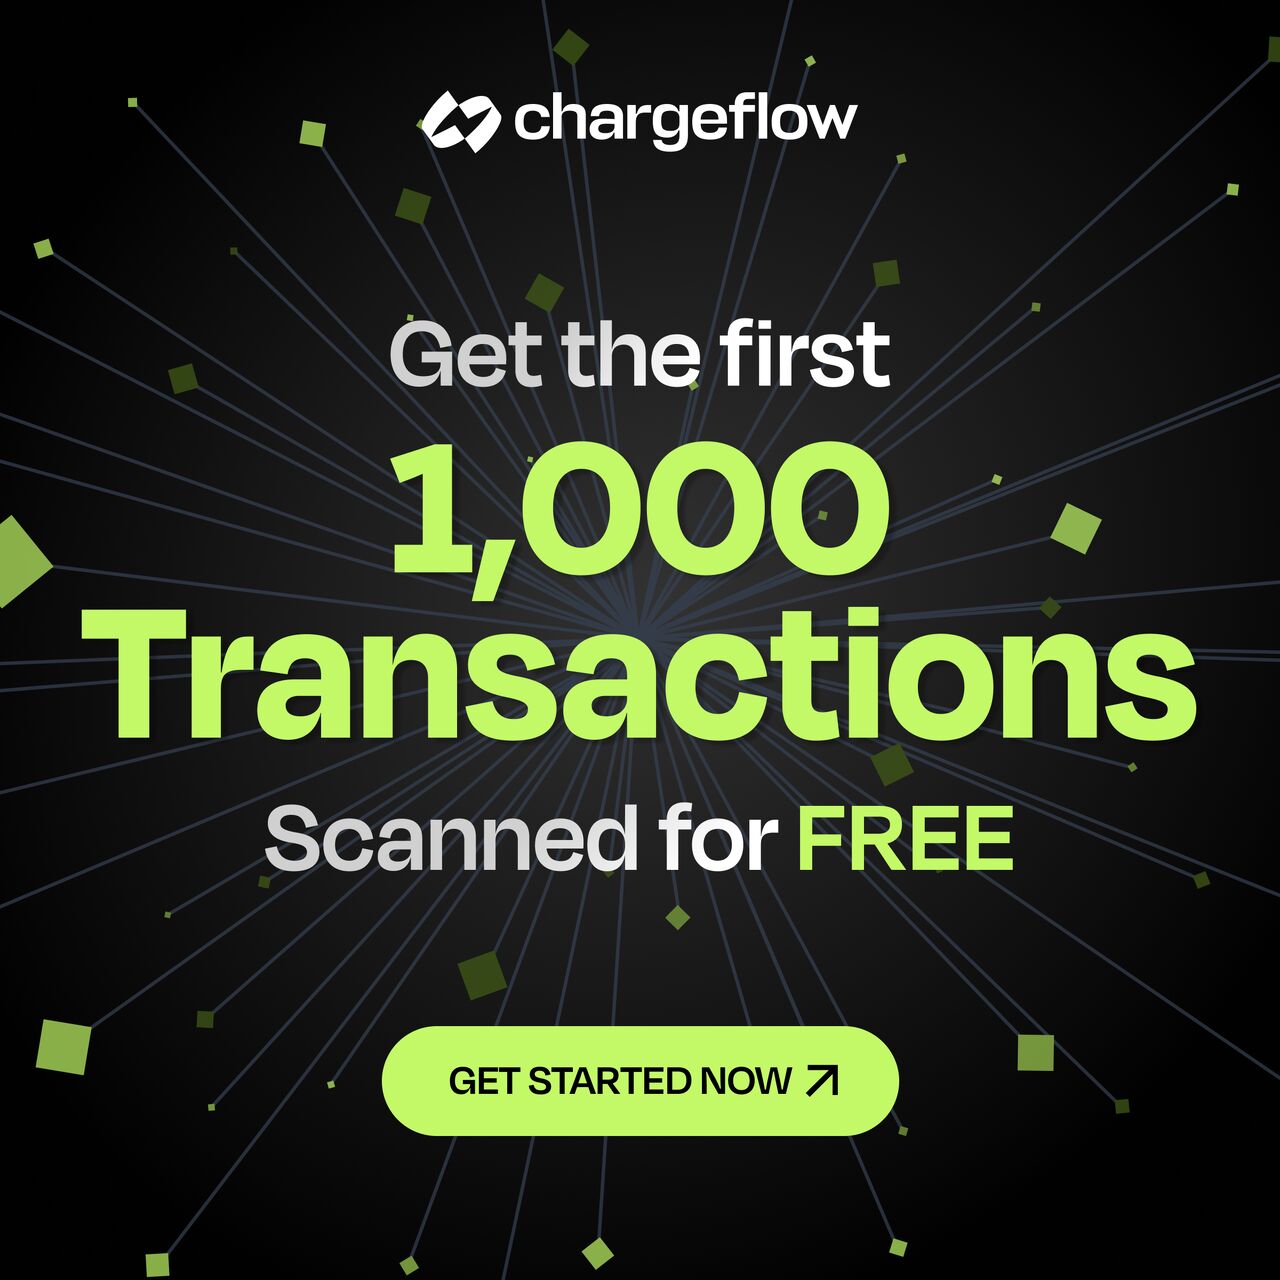 chargeflow
Get the first
1,000
Transactions
Scanned for FREE
GET STARTED NOW